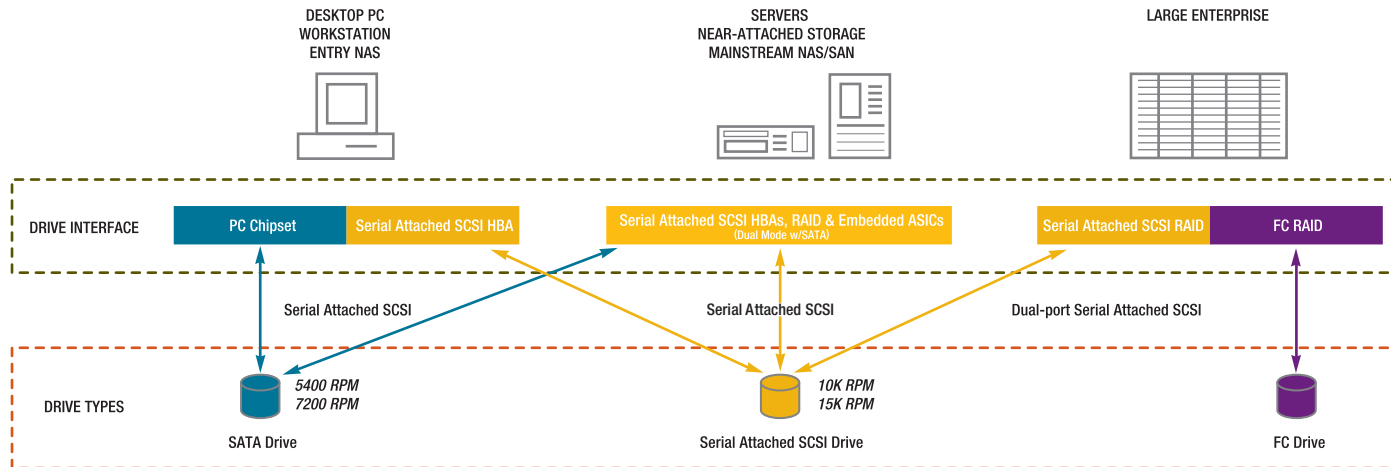 DESKTOP PC
WORKSTATION
ENTRY NAS
SERVERS
NEAR-ATTACHED STORAGE
MAINSTREAM NAS/SAN
LARGE ENTERPRISE
DRIVE INTERFACE
PC Chipset
Serial Attached SCSI HBA
Serial Attached SCSI HBAs, RAID & Embedded ASICs
(Dual Mode w/SATA)
Serial Attached SCSI RAID
FC RAID
Serial Attached SCSI
Serial Attached SCSI
Dual-port Serial Attached SCSI
DRIVE TYPES
5400 RPM
7200 RPM
10K RPM
15K RPM
SATA Drive
Serial Attached SCSI Drive
FC Drive